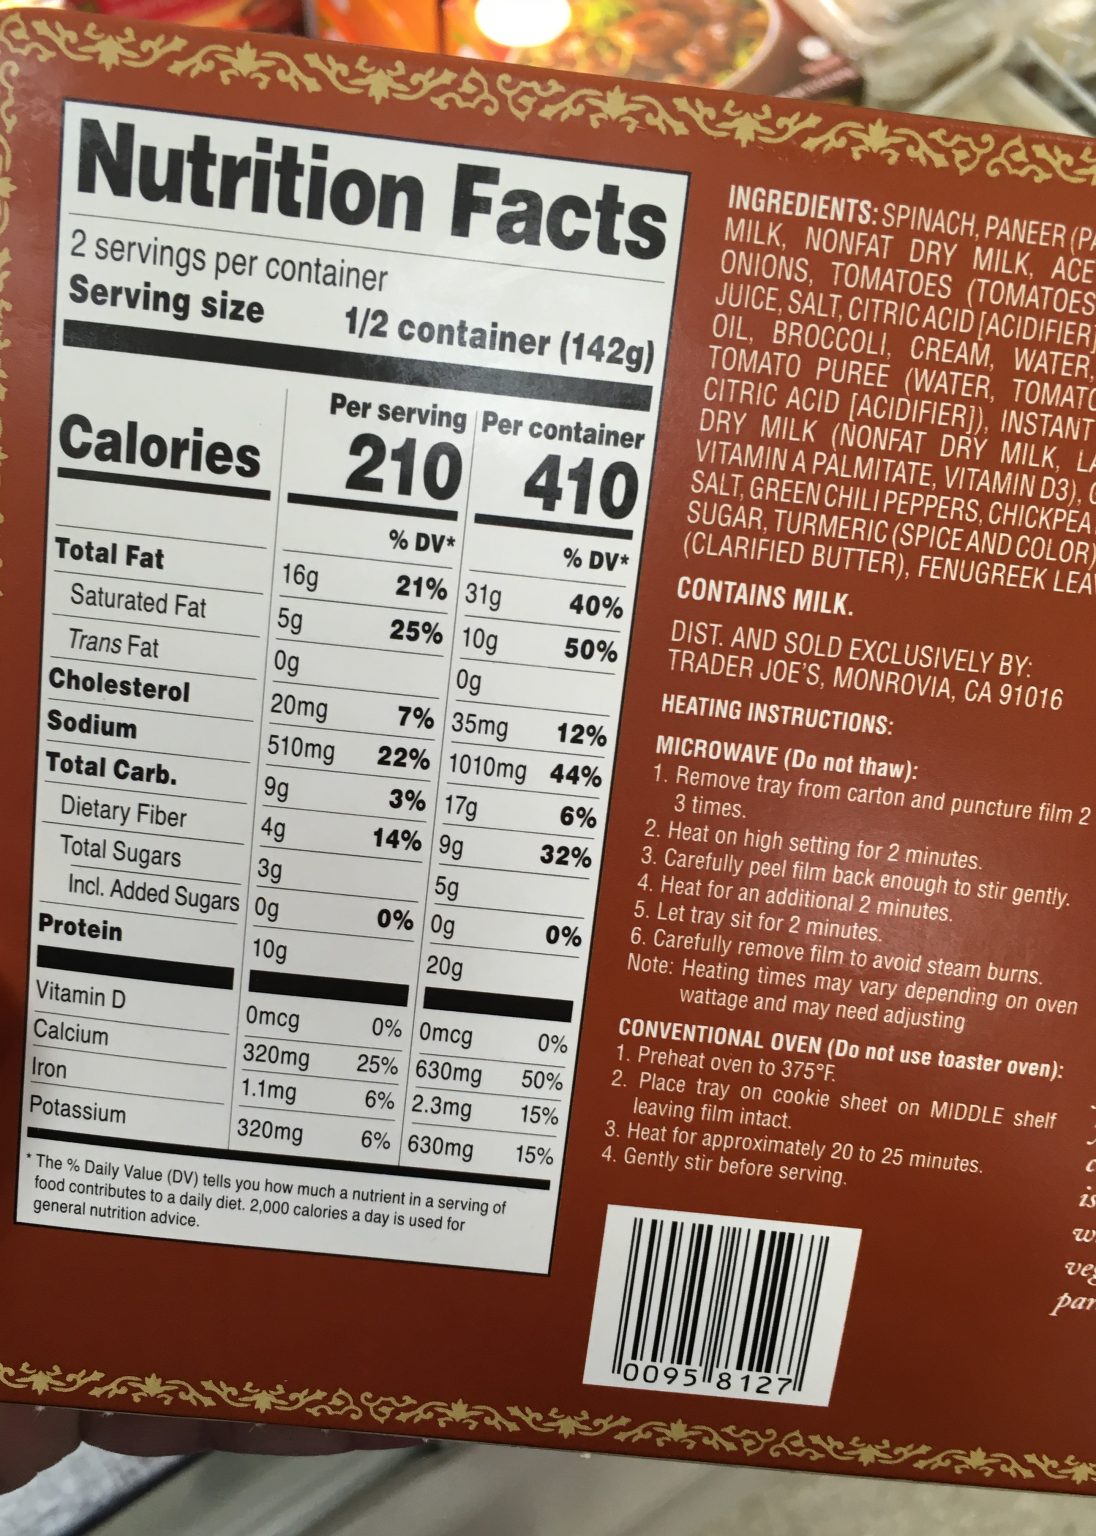 Nutrition Facts
2 servings per container
Serving size 1/2 container (142g)
Per serving Per container
Calories 210 410
% DV* % DV*
Total Fat 16g 21% 31g 40%
Saturated Fat 5g 25% 10g 50%
Trans Fat 0g 0g
Cholesterol 20mg 7% 35mg 12%
Sodium 510mg 22% 1010mg 44%
Total Carb. 9g 3% 17g 6%
Dietary Fiber 4g 14% 9g 32%
Total Sugars 3g 5g
Incl. Added Sugars 0g 0% 0g 0%
Protein 10g 20g
Vitamin D 0mcg 0% 0mcg 0%
Calcium 320mg 25% 630mg 50%
Iron 1.1mg 6% 2.3mg 15%
Potassium 320mg 6% 630mg 15%
* The % Daily Value (DV) tells you how much a nutrient in a serving of
food contributes to a daily diet. 2,000 calories a day is used for
general nutrition advice.
INGREDIENTS: SPINACH, PANEER
MILK, NONFAT DRY MILK,
ONIONS, TOMATOES (TOMATOES
JUICE, SALT, CITRIC ACID [ACIDIFIER]
OIL, BROCCOLI, CREAM, WATER,
TOMATO PUREE (WATER,
CITRIC ACID [ACIDIFIER]), INSTANT
DRY MILK (NONFAT DRY MILK,
VITAMIN A PALMITATE, VITAMIN D3),
SALT, GREEN CHILI PEPPERS,
SUGAR, TURMERIC (SPICE AND COLOR)
(CLARIFIED BUTTER), FENUGREEK
CONTAINS MILK.
DIST. AND SOLD EXCLUSIVELY BY:
TRADER JOE'S, MONROVIA, CA 91016
HEATING INSTRUCTIONS:
MICROWAVE (Do not thaw):
1. Remove tray from carton and puncture film 2
3 times.
2. Heat on high setting for 2 minutes.
3. Carefully peel film back enough to stir gently.
4. Heat for an additional 2 minutes.
5. Let tray sit for 2 minutes.
6. Carefully remove film to avoid steam burns.
Note: Heating times may vary depending on oven
wattage and may need adjusting
CONVENTIONAL OVEN (Do not use toaster oven):
1. Preheat oven to 375°F.
2. Place tray on cookie sheet on MIDDLE shelf
leaving film intact.
3. Heat for approximately 20 to 25 minutes.
4. Gently stir before serving.
0095 8127